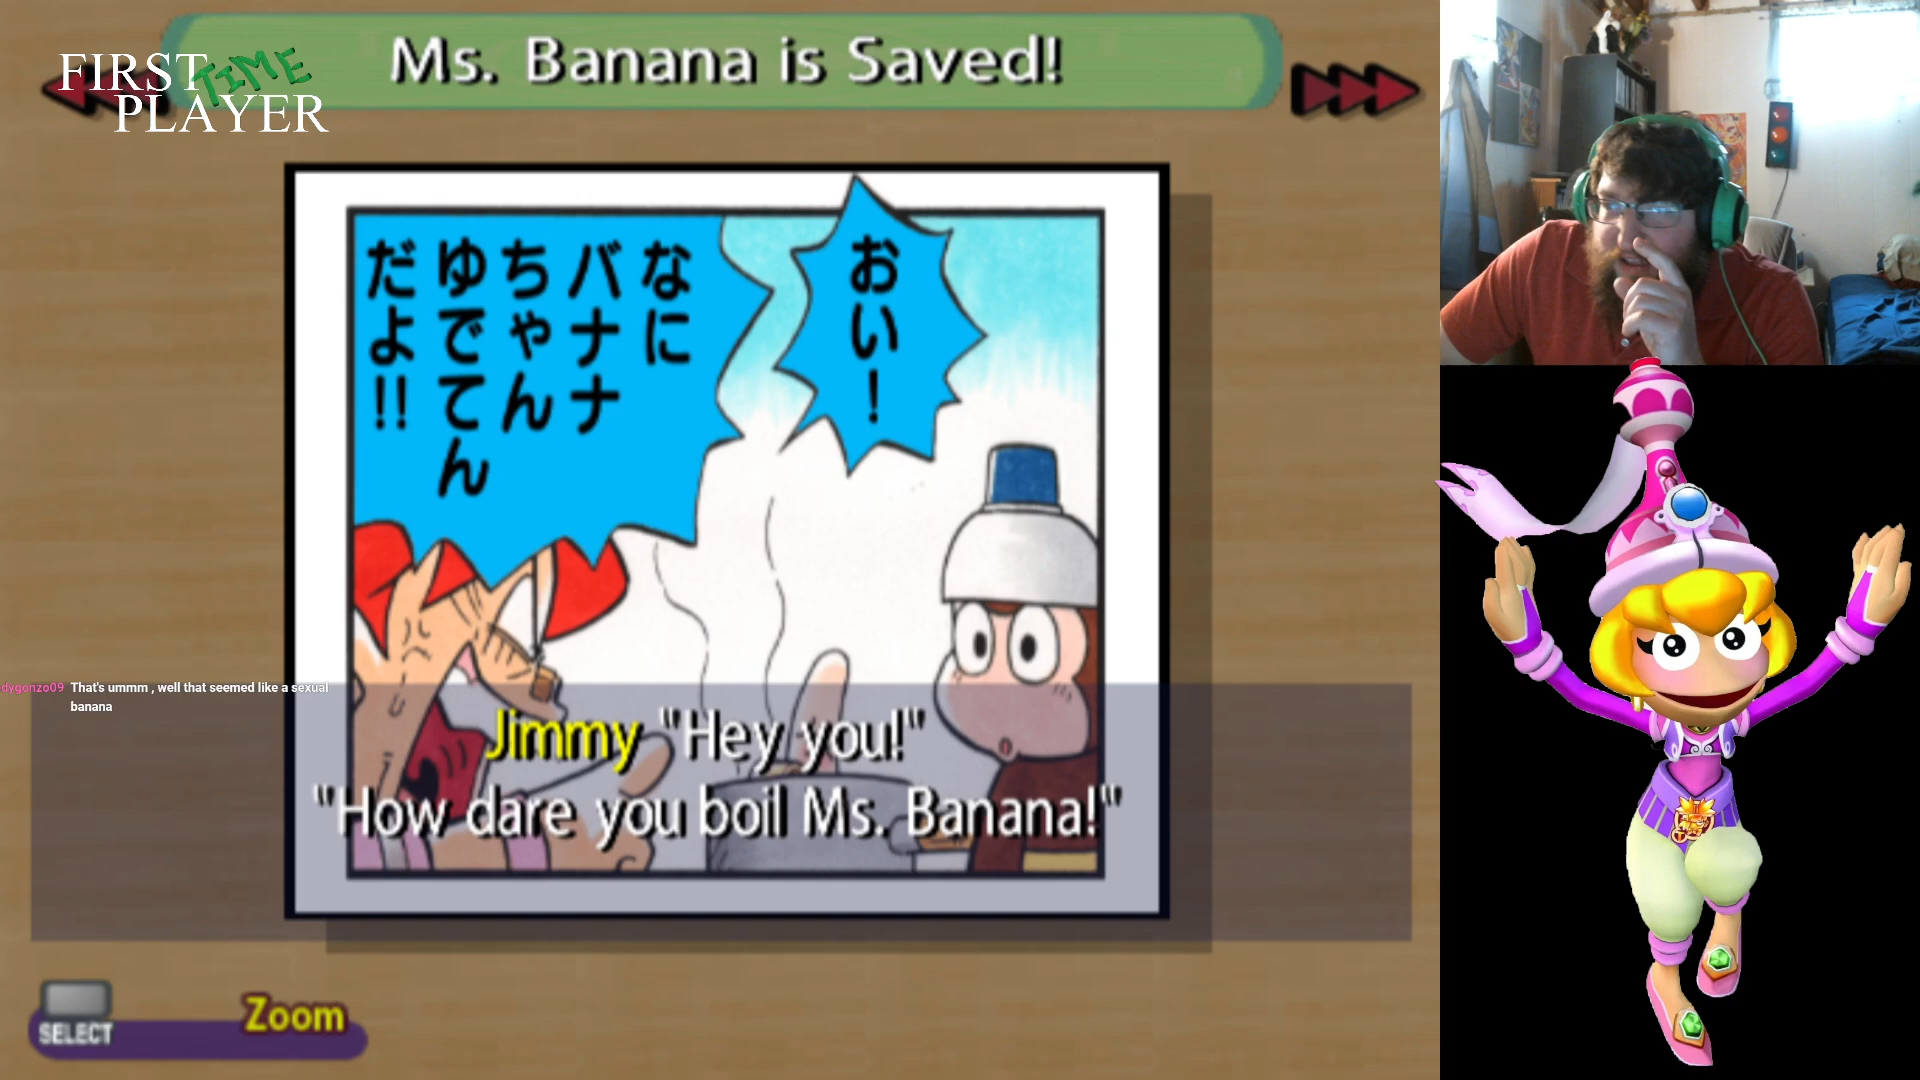 FIRST TIME
PLAYER
Ms. Banana is Saved!
おい!
なに
バナナ
ちゃん
ゆでてん
だよ!!
dygonzo09 That's ummm , well that seemed like a sexual
banana
Jimmy "Hey you!"
"How dare you boil Ms. Banana!"
SELECT
Zoom